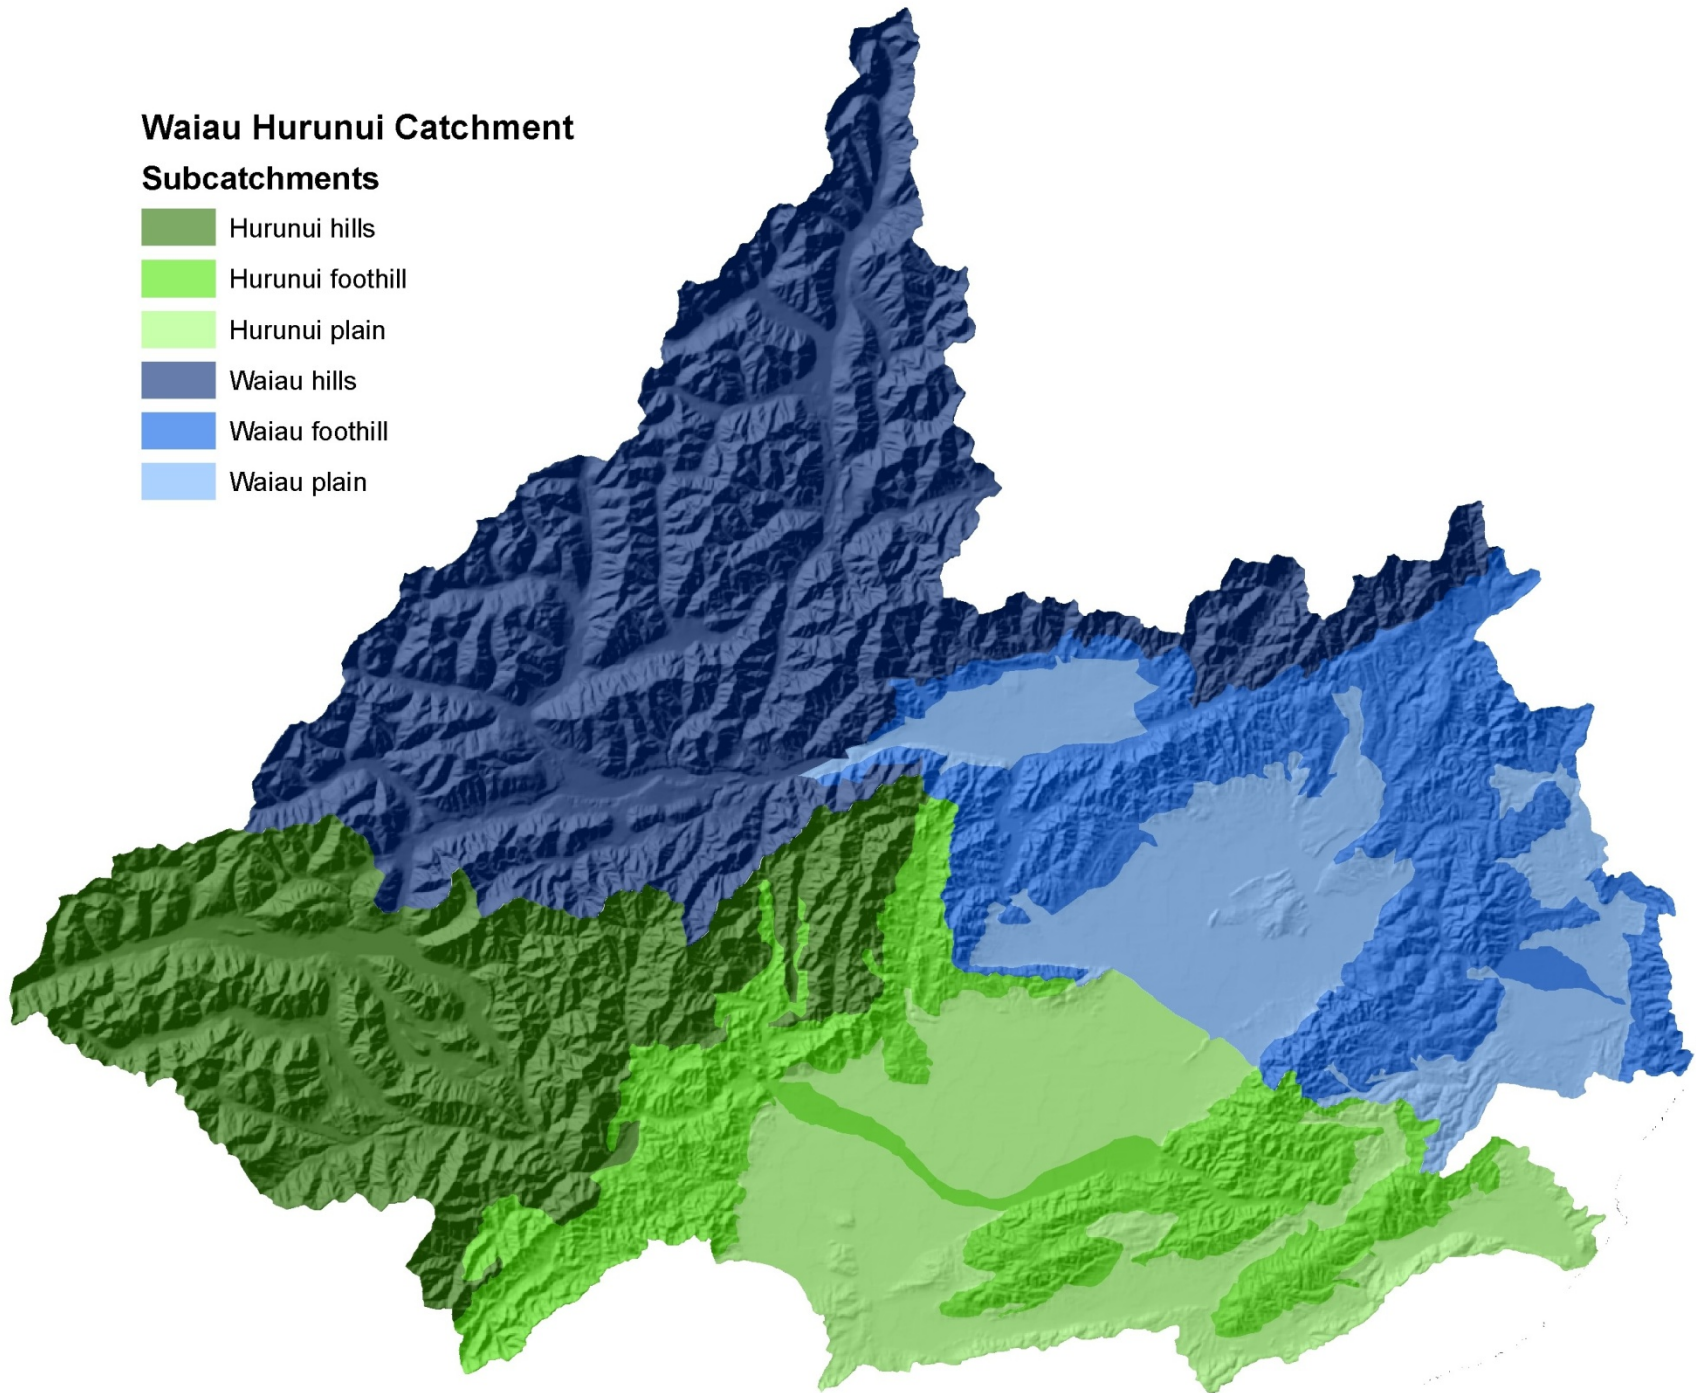 Waiau Hurunui Catchment
Subcatchments
Hurunui hills
Hurunui foothill
Hurunui plain
Waiau hills
Waiau foothill
Waiau plain